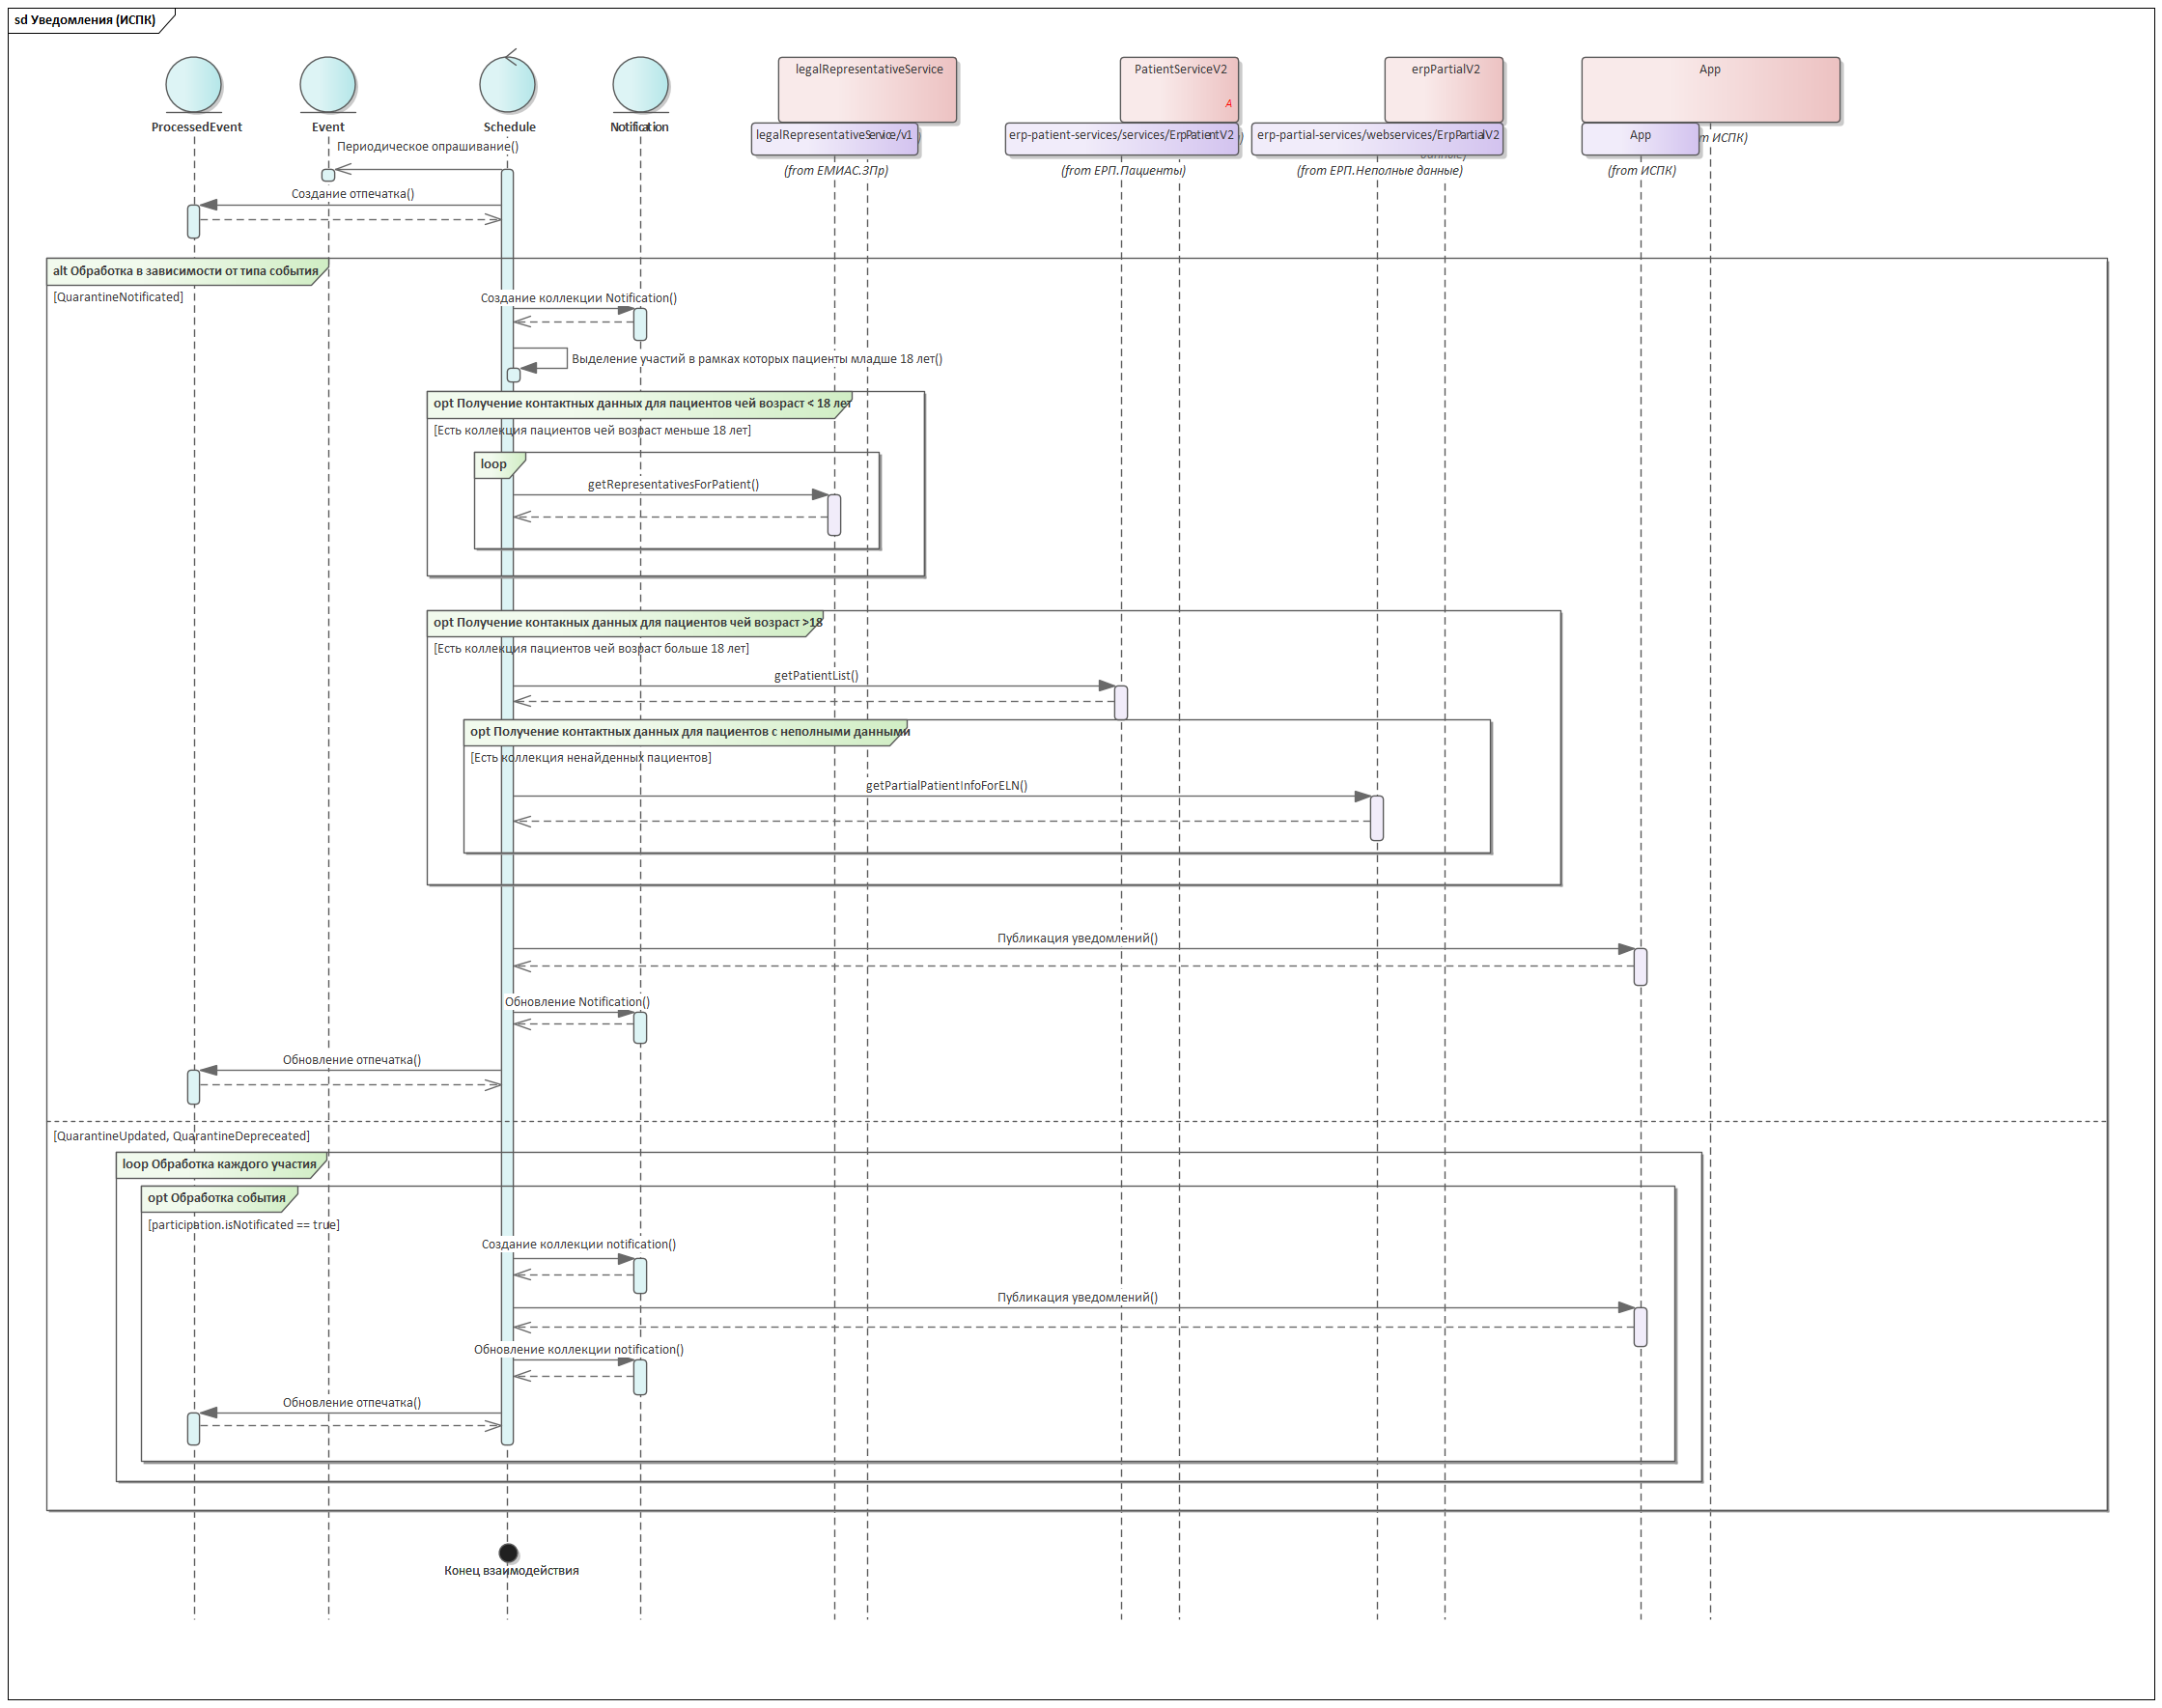 sd Уведомления (ИСПК)
legalRepresentativeService
PatientServiceV2
erpPartialV2
App
A
ProcessedEvent
Event
Schedule
Notification
legalRepresentativeService/v1
erp-patient-services/services/ErpPatientV2
erp-partial-services/webservices/ErpPartialV2
App
ИСПК)
(from ЕМИАС.ЗПр)
(from ЕРП.Пациенты)
(from ЕРП.Неполные данные)
(from ИСПК)
Периодическое опрашивание()
Создание отпечатка()
alt Обработка в зависимости от типа события
[QuarantineNotificated]
Создание коллекции Notification()
Выделение участий в рамках которых пациенты младше 18 лет()
opt Получение контактных данных для пациентов чей возраст < 18 лет
[Есть коллекция пациентов чей возраст меньше 18 лет]
loop
getRepresentativesForPatient()
opt Получение контакных данных для пациентов чей возраст >18
[Есть коллекция пациентов чей возраст больше 18 лет]
getPatientList()
opt Получение контактных данных для пациентов с неполными данными
[Есть коллекция ненайденных пациентов]
getPartialPatientInfoForELN()
Публикация уведомлений()
Обновление Notification()
Обновление отпечатка()
[QuarantineUpdated, QuarantineDepreceated]
loop Обработка каждого участия
opt Обработка события
[participation.isNotificated == true]
Создание коллекции notification()
Публикация уведомлений()
Обновление коллекции notification()
Обновление отпечатка()
Конец взаимодействия